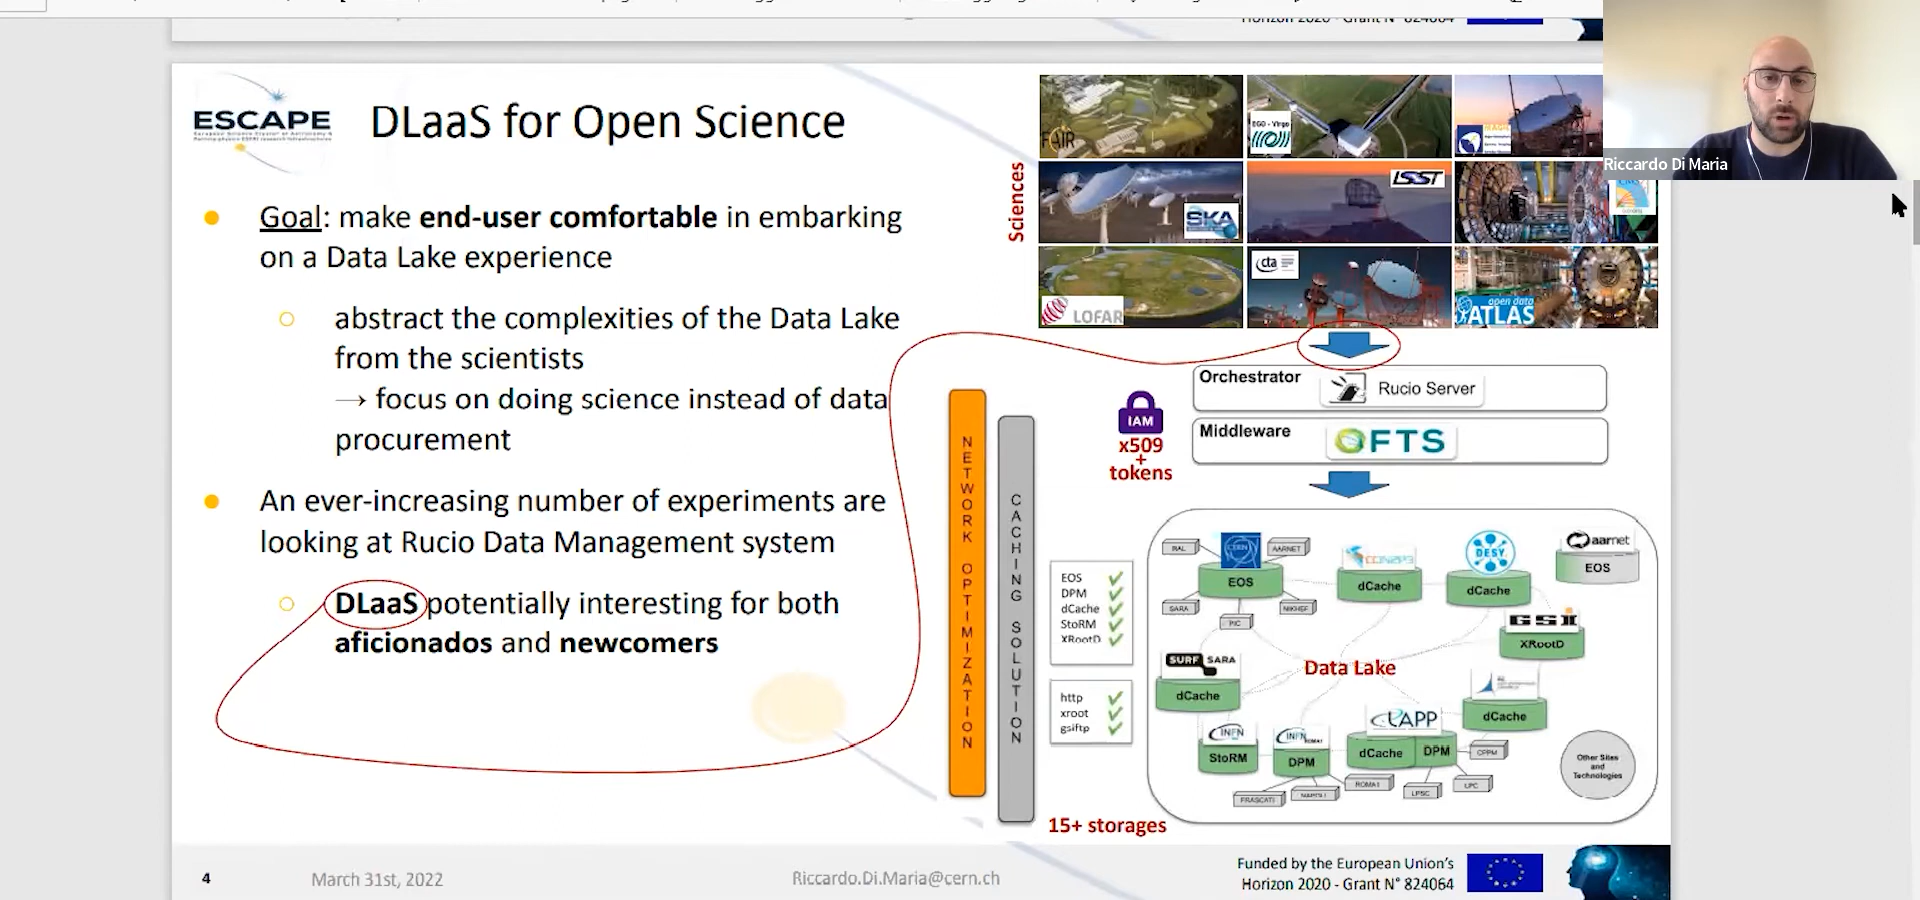 Horizon 2020 - Grant N° 824064
ESCAPE
DLaaS for Open Science
Riccardo Di Maria
Goal: make end-user comfortable in embarking
on a Data Lake experience
abstract the complexities of the Data Lake
from the scientists
→ focus on doing science instead of data
procurement
An ever-increasing number of experiments are
looking at Rucio Data Management system
DLaaS potentially interesting for both
aficionados and newcomers
Sciences
FAIR
EGO - Virgo
SKA
LSST
LOFAR
cta
open data
ATLAS
Orchestrator
Rucio Server
Middleware
FTS
IAM
x509
+
tokens
NETWORK OPTIMIZATION
CACHING SOLUTION
EOS
DPM
dCache
StoRM
XRootD
http
xroot
gsiftp
15+ storages
RAL
CERN
AARNET
EOS
SARA
PIC
NIKHEF
dCache
DESY
dCache
aarnet
EOS
GSI
XRootD
SURF SARA
dCache
Data Lake
dCache
INFN
StoRM
INFN
DPM
LAPP
dCache
DPM
CPPM
FRASCATI
NAPOLI
ROMA1
LPSC
LPC
Other Sites
and
Technologies
4
March 31st, 2022
Riccardo.Di.Maria@cern.ch
Funded by the European Union's
Horizon 2020 - Grant N° 824064